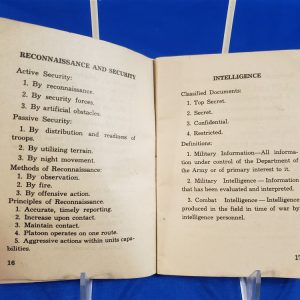 RECONNAISSANCE AND SECURITY
Active Security:
1. By reconnaissance.
2. By security forces.
3. By artificial obstacles.
Passive Security:
1. By distribution and readiness of
troops.
2. By utilizing terrain.
3. By night movement.
Methods of Reconnaissance:
1. By observation.
2. By fire.
3. By offensive action.
Principles of Reconnaissance.
1. Accurate, timely reporting.
2. Increase upon contact.
3. Maintain contact.
4. Platoon operates on one route.
5. Aggressive actions within units capa-
bilities.
16
INTELLIGENCE
Classified Documents:
1. Top Secret.
2. Secret.
3. Confidential.
4. Restricted.
Definitions:
1. Military Information—All informa-
tion under control of the Department of
the Army or of primary interest to it.
2. Military Intelligence — Information
that has been evaluated and interpreted.
3. Combat Intelligence — Intelligence
produced in the field in time of war by
intelligence personnel.
17